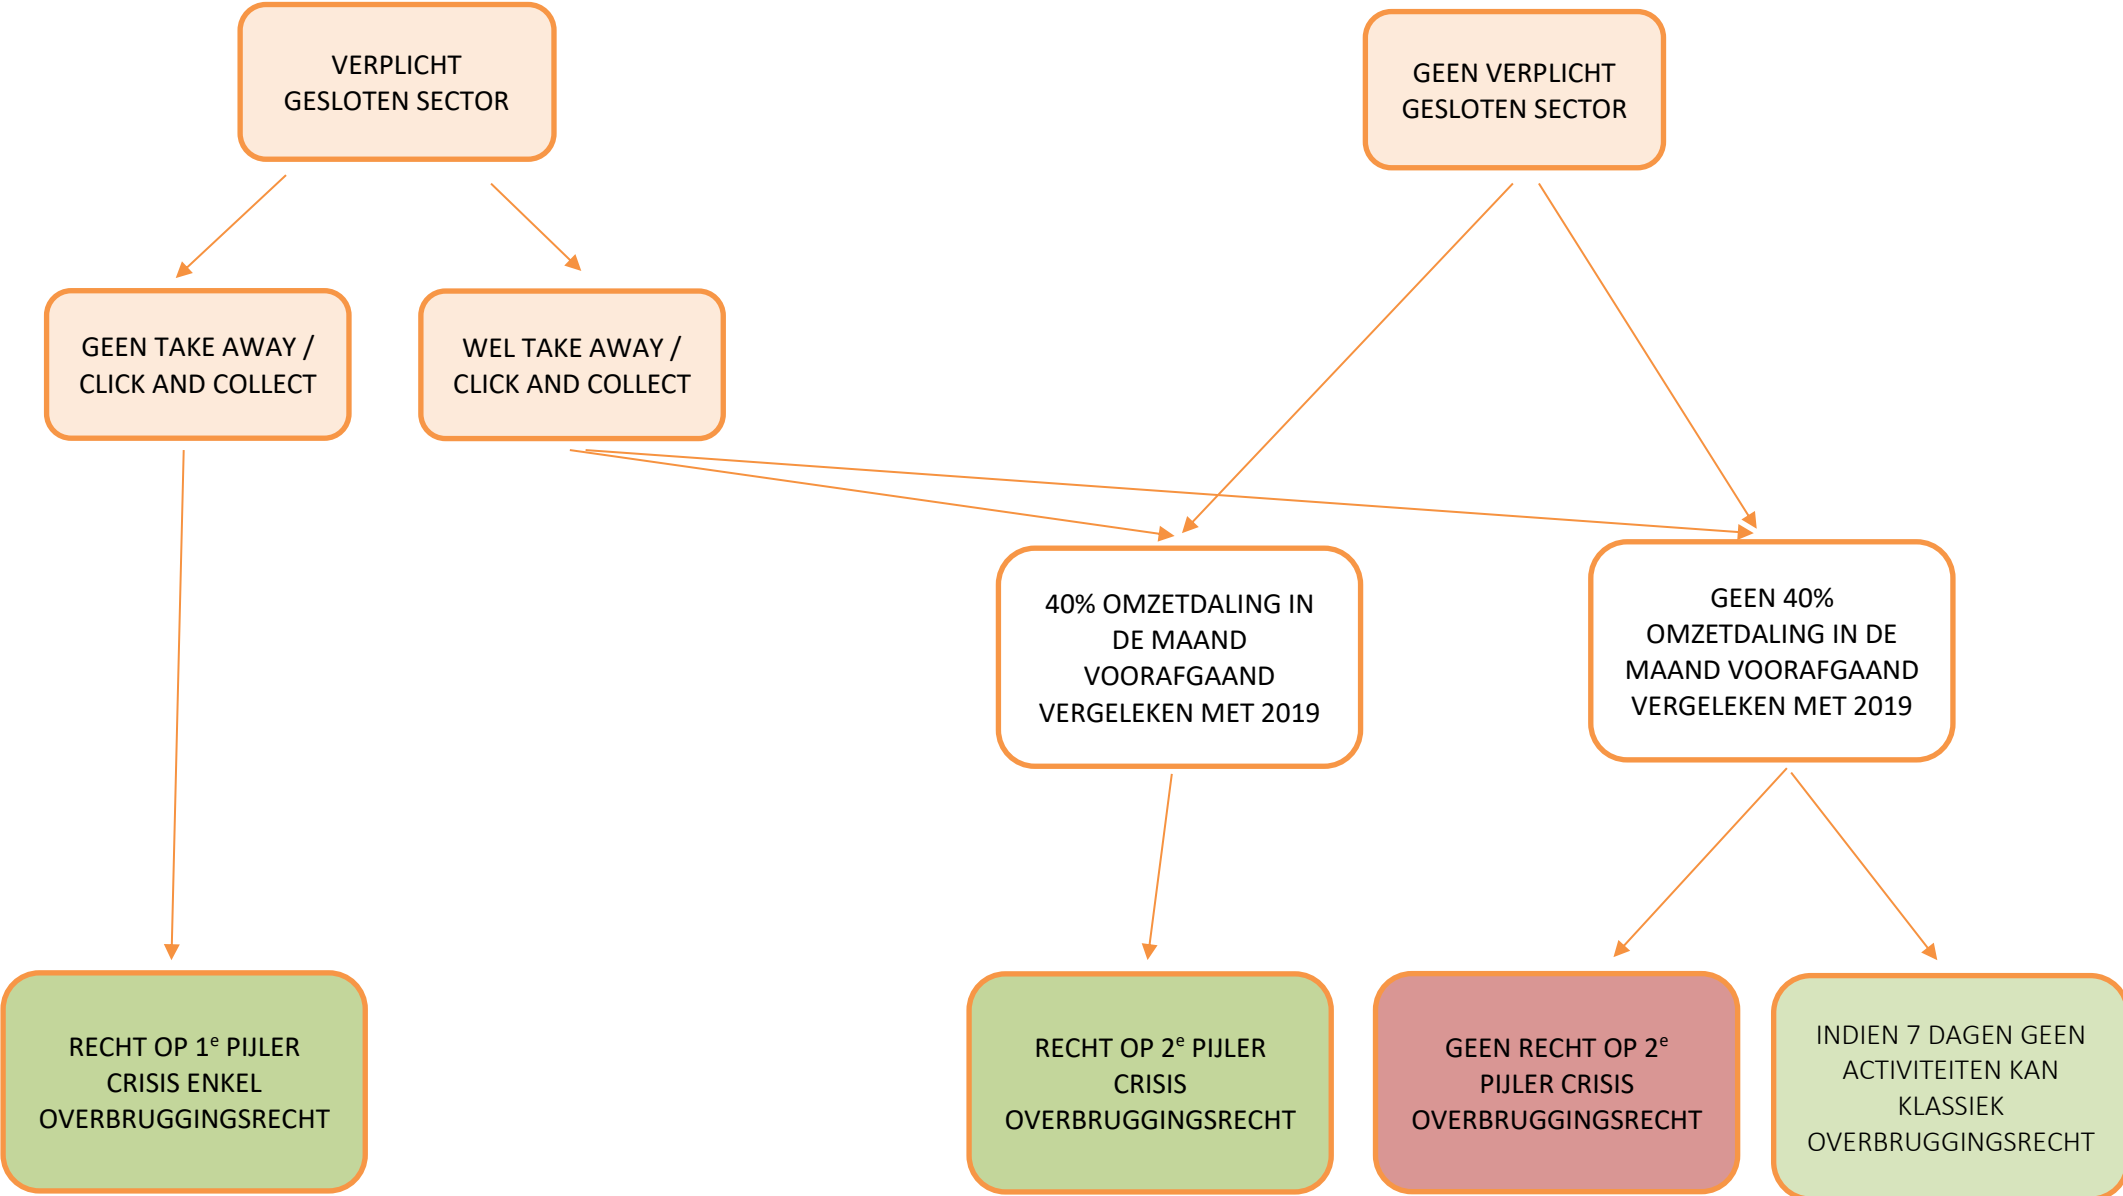 VERPLICHT
GESLOTEN SECTOR
GEEN VERPLICHT
GESLOTEN SECTOR
GEEN TAKE AWAY /
CLICK AND COLLECT
WEL TAKE AWAY /
CLICK AND COLLECT
40% OMZETDALING IN
DE MAAND
VOORAFGAAND
VERGELEKEN MET 2019
GEEN 40%
OMZETDALING IN DE
MAAND VOORAFGAAND
VERGELEKEN MET 2019
RECHT OP 1e PIJLER
CRISIS ENKEL
OVERBRUGGINGSRECHT
RECHT OP 2e PIJLER
CRISIS
OVERBRUGGINGSRECHT
GEEN RECHT OP 2e
PIJLER CRISIS
OVERBRUGGINGSRECHT
INDIEN 7 DAGEN GEEN
ACTIVITEITEN KAN
KLASSIEK
OVERBRUGGINGSRECHT